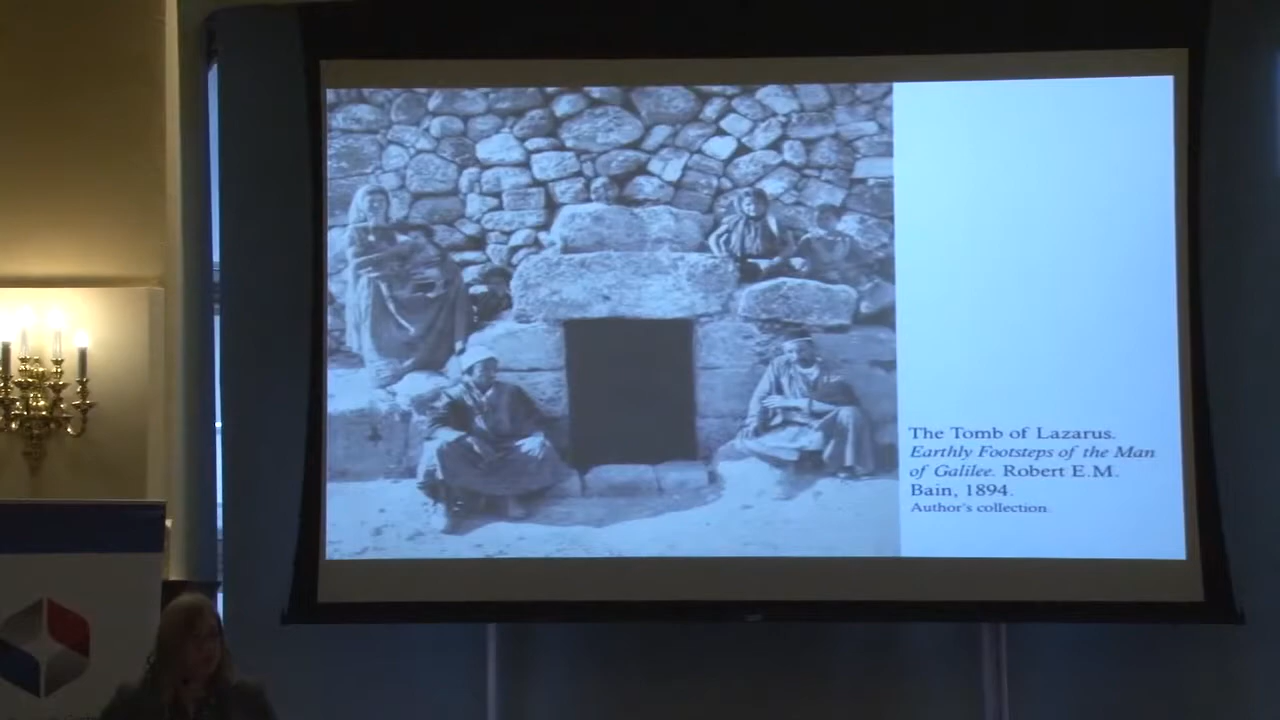 The Tomb of Lazarus.
Earthly Footsteps of the Man
of Galilee. Robert E.M.
Bain, 1894.
Author's collection.